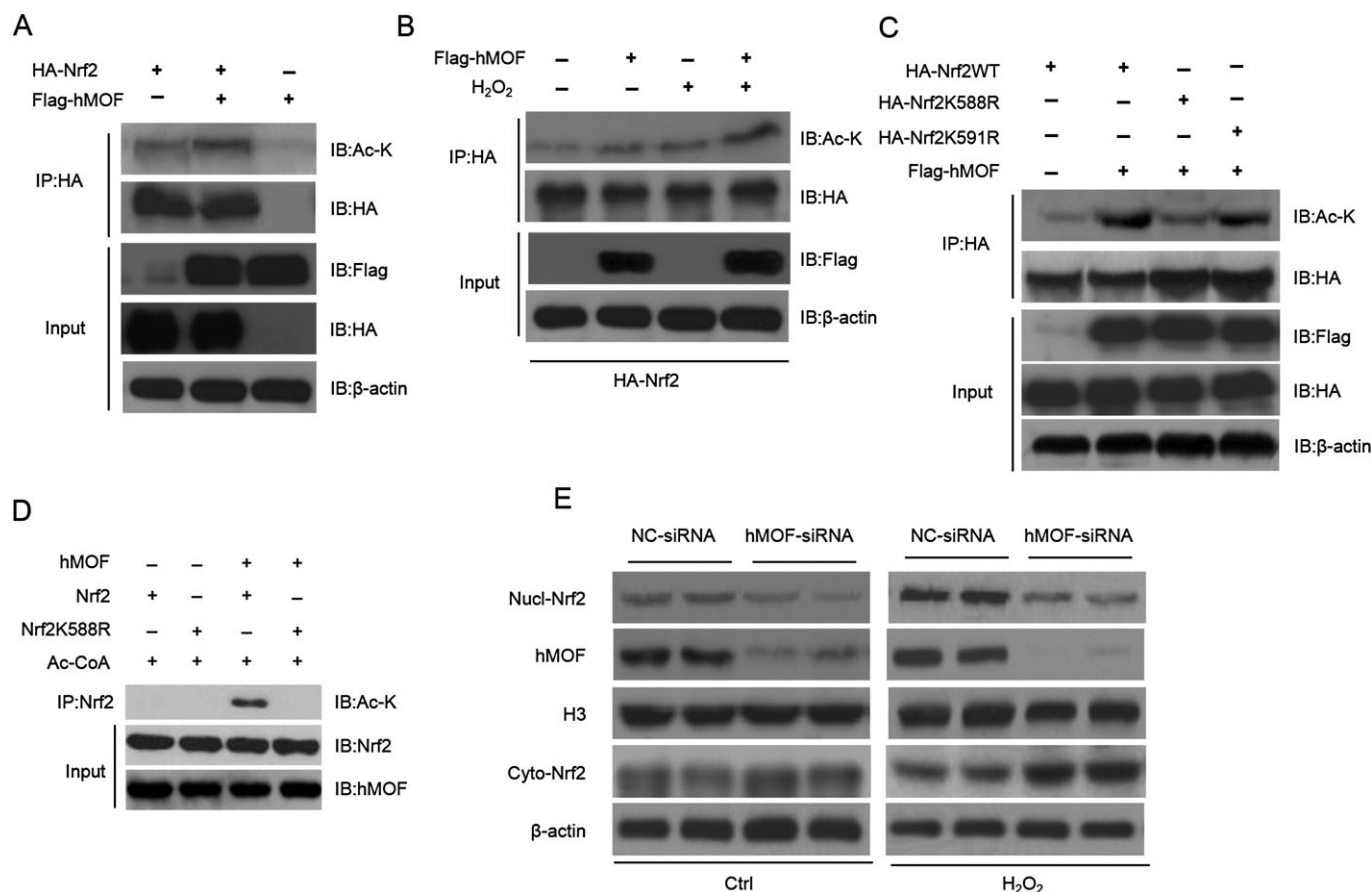 A
HA-Nrf2 + + –
Flag-hMOF – + +
IP:HA
IB:Ac-K
IB:HA
Input
IB:Flag
IB:HA
IB:β-actin
B
Flag-hMOF – + – +
H₂O₂ – – + +
IP:HA
IB:Ac-K
IB:HA
Input
IB:Flag
IB:β-actin
HA-Nrf2
C
HA-Nrf2WT + + – –
HA-Nrf2K588R – – + –
HA-Nrf2K591R – – – +
Flag-hMOF – + + +
IP:HA
IB:Ac-K
IB:HA
Input
IB:Flag
IB:HA
IB:β-actin
D
hMOF – – + +
Nrf2 + – + –
Nrf2K588R – + – +
Ac-CoA + + + +
IP:Nrf2 IB:Ac-K
Input
IB:Nrf2
IB:hMOF
E
NC-siRNA hMOF-siRNA NC-siRNA hMOF-siRNA
Nucl-Nrf2
hMOF
H3
Cyto-Nrf2
β-actin
Ctrl H₂O₂